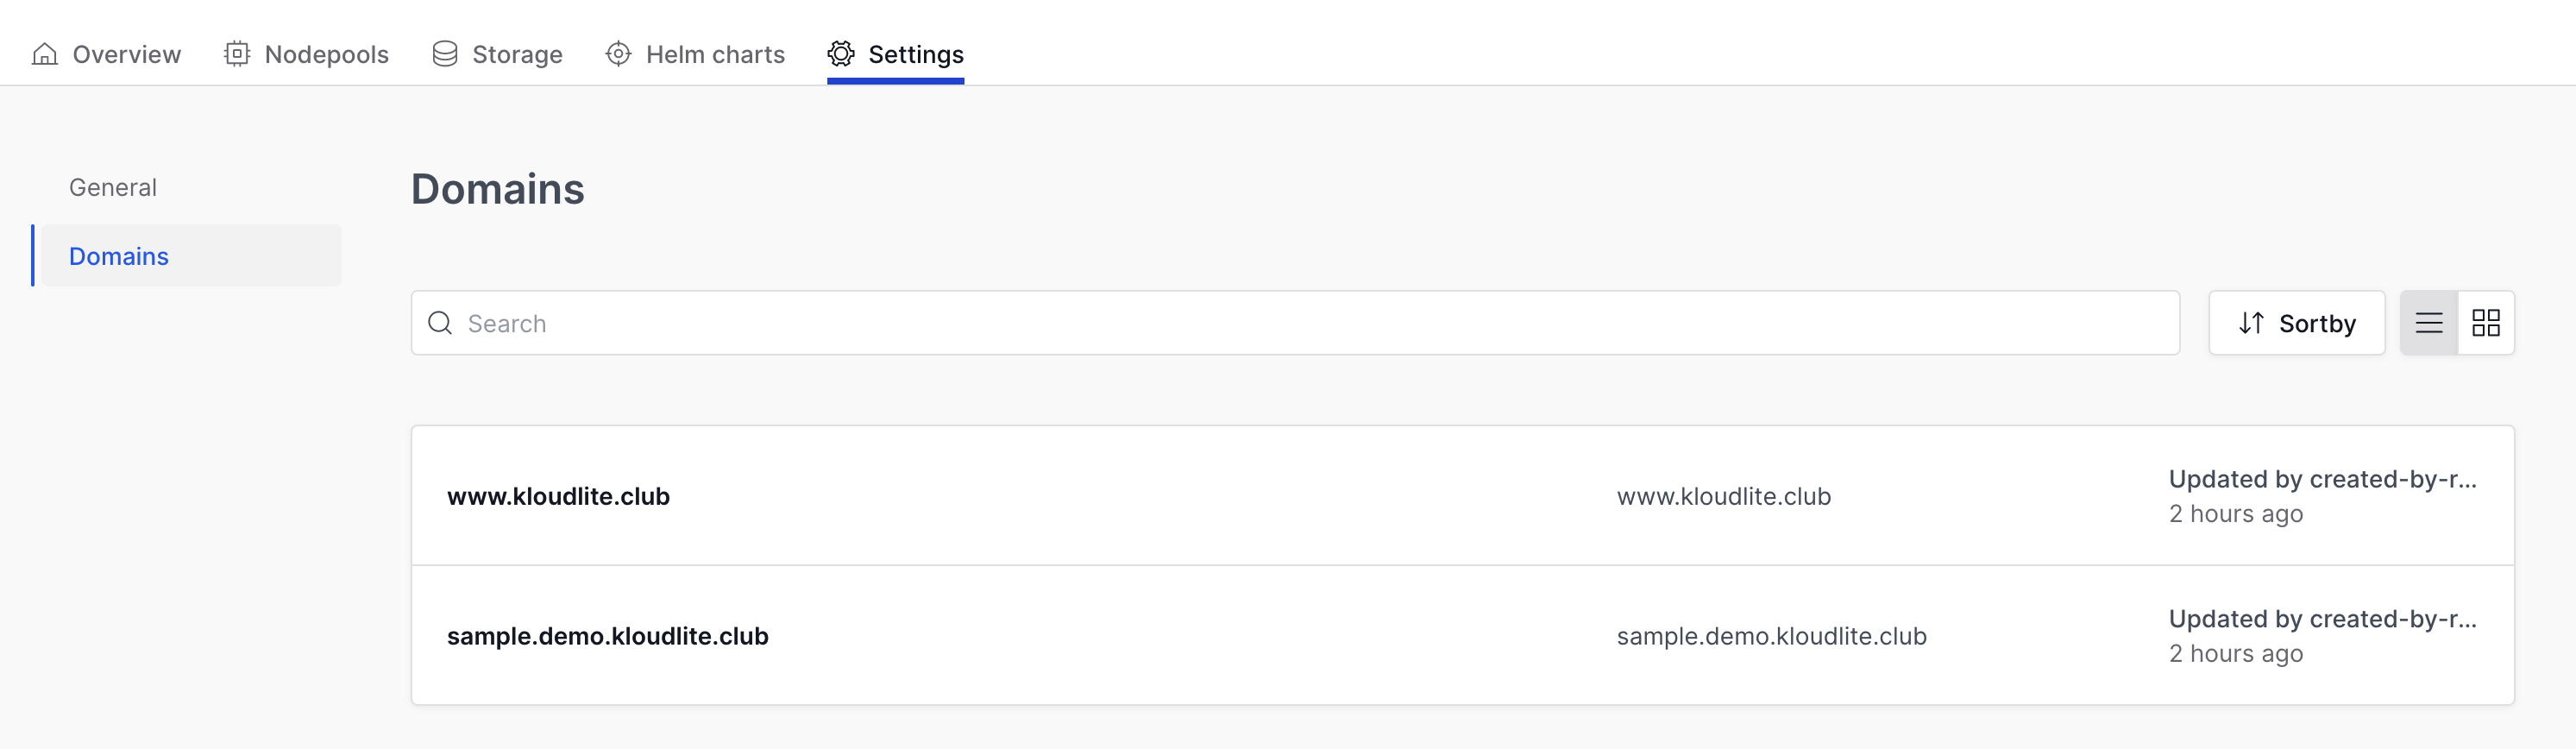 Overview Nodepools Storage Helm charts Settings
General
Domains
Domains
Search
Sortby
www.kloudlite.club www.kloudlite.club Updated by created-by-r...
2 hours ago
sample.demo.kloudlite.club sample.demo.kloudlite.club Updated by created-by-r...
2 hours ago